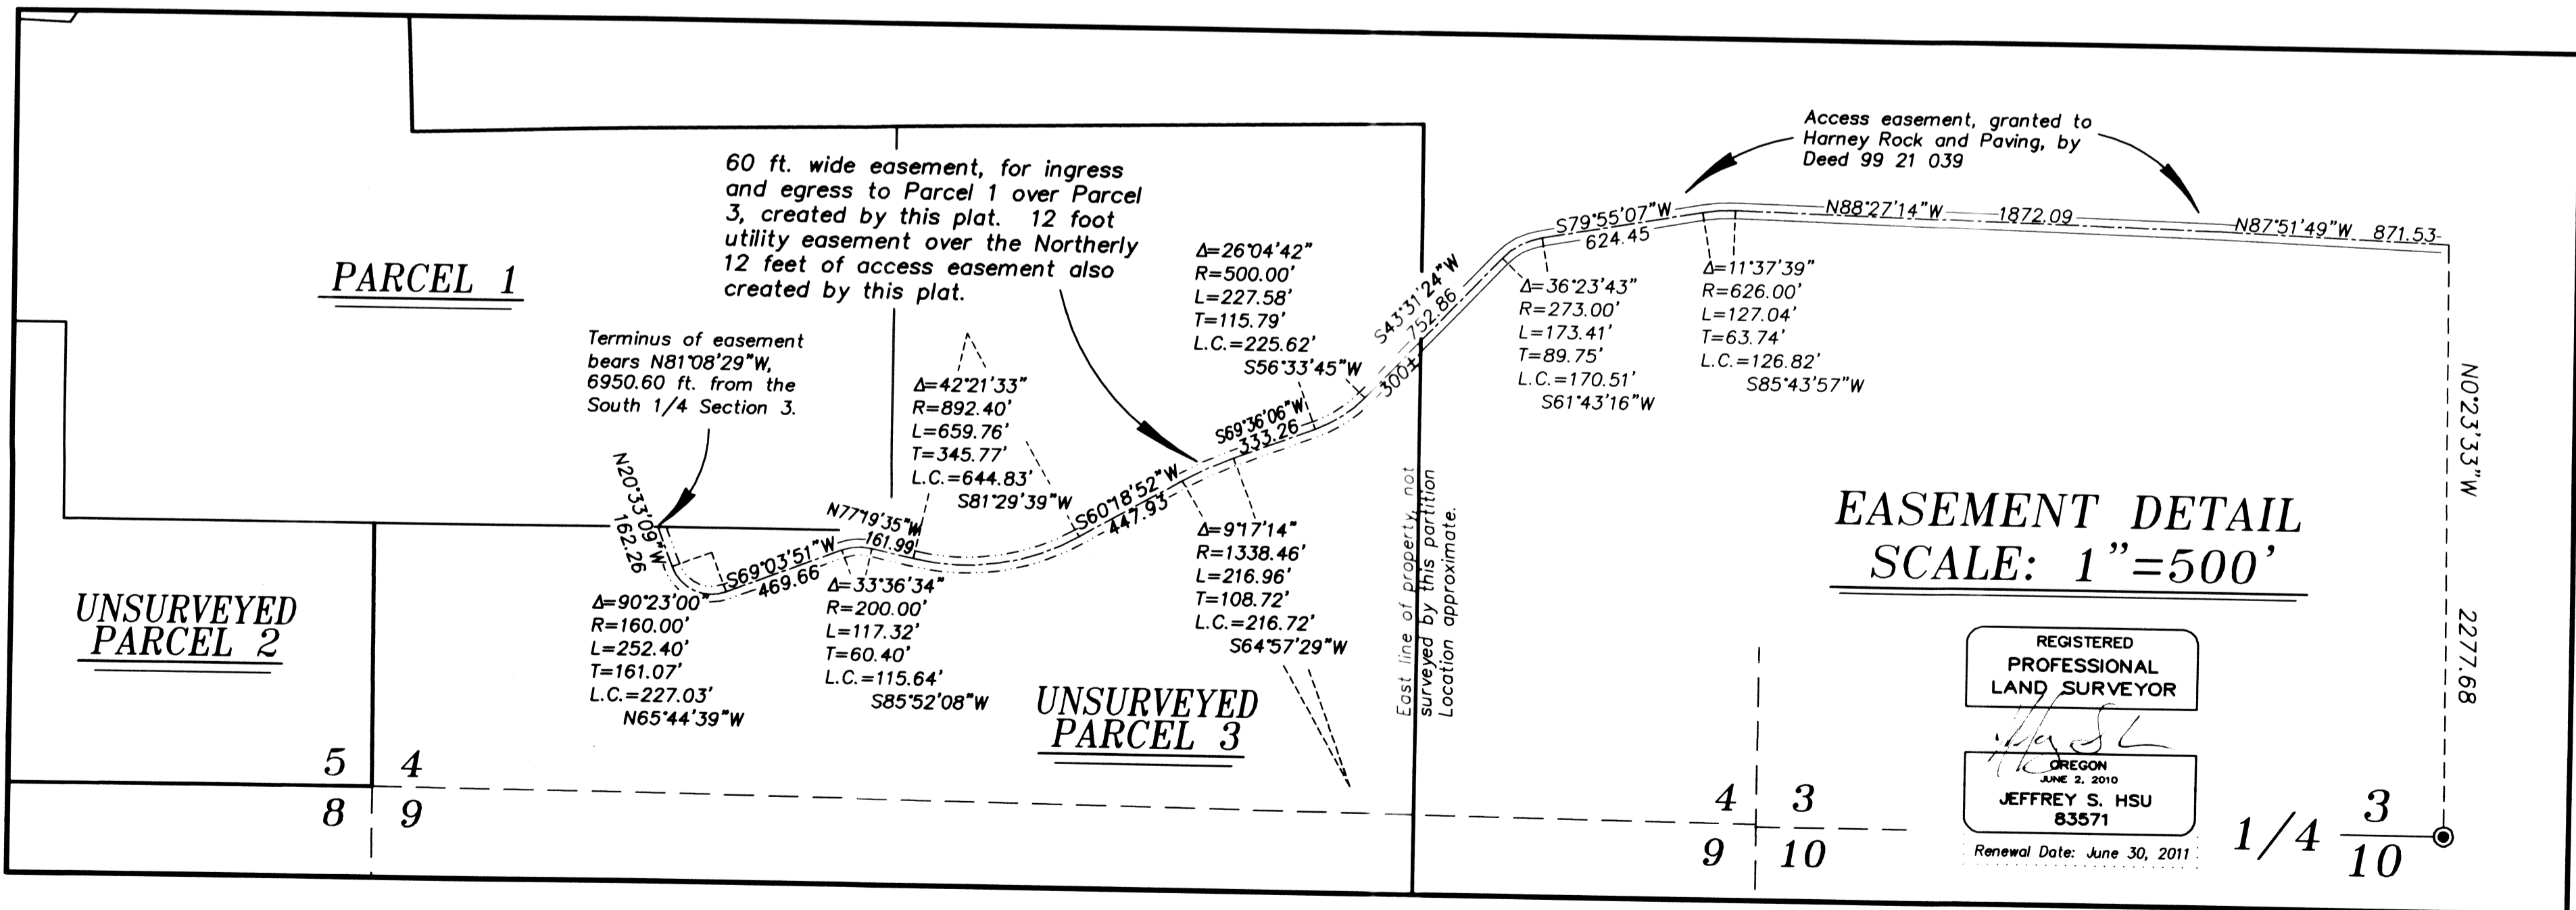 Access easement, granted to
Harney Rock and Paving, by
Deed 99 21 039
60 ft. wide easement, for ingress
and egress to Parcel 1 over Parcel
3, created by this plat. 12 foot
utility easement over the Northerly
12 feet of access easement also
created by this plat.
PARCEL 1
Terminus of easement
bears N81°08'29"W,
6950.60 ft. from the
South 1/4 Section 3.
Δ=42°21'33"
R=892.40'
L=659.76'
T=345.77'
L.C.=644.83'
S81°29'39"W
Δ=26°04'42"
R=500.00'
L=227.58'
T=115.79'
L.C.=225.62'
S56°33'45"W
S43°31'24"W
752.86
300±
S79°55'07"W
624.45
N88°27'14"W 1872.09
N87°51'49"W 871.53
Δ=36°23'43"
R=273.00'
L=173.41'
T=89.75'
L.C.=170.51'
S61°43'16"W
Δ=11°37'39"
R=626.00'
L=127.04'
T=63.74'
L.C.=126.82'
S85°43'57"W
N0°23'33"W 2277.68
S69°36'06"W
333.26
S60°18'52"W
447.93
N77°19'35"W
161.99
N20°33'09"W
162.26
S69°03'51"W
469.66
Δ=90°23'00"
R=160.00'
L=252.40'
T=161.07'
L.C.=227.03'
N65°44'39"W
Δ=33°36'34"
R=200.00'
L=117.32'
T=60.40'
L.C.=115.64'
S85°52'08"W
Δ=9°17'14"
R=1338.46'
L=216.96'
T=108.72'
L.C.=216.72'
S64°57'29"W
East line of property, not
surveyed by this partition
Location approximate.
EASEMENT DETAIL
SCALE: 1"=500'
UNSURVEYED
PARCEL 2
UNSURVEYED
PARCEL 3
REGISTERED
PROFESSIONAL
LAND SURVEYOR
OREGON
JUNE 2, 2010
JEFFREY S. HSU
83571
Renewal Date: June 30, 2011
5 4
8 9
4 3
9 10
1/4 3
10